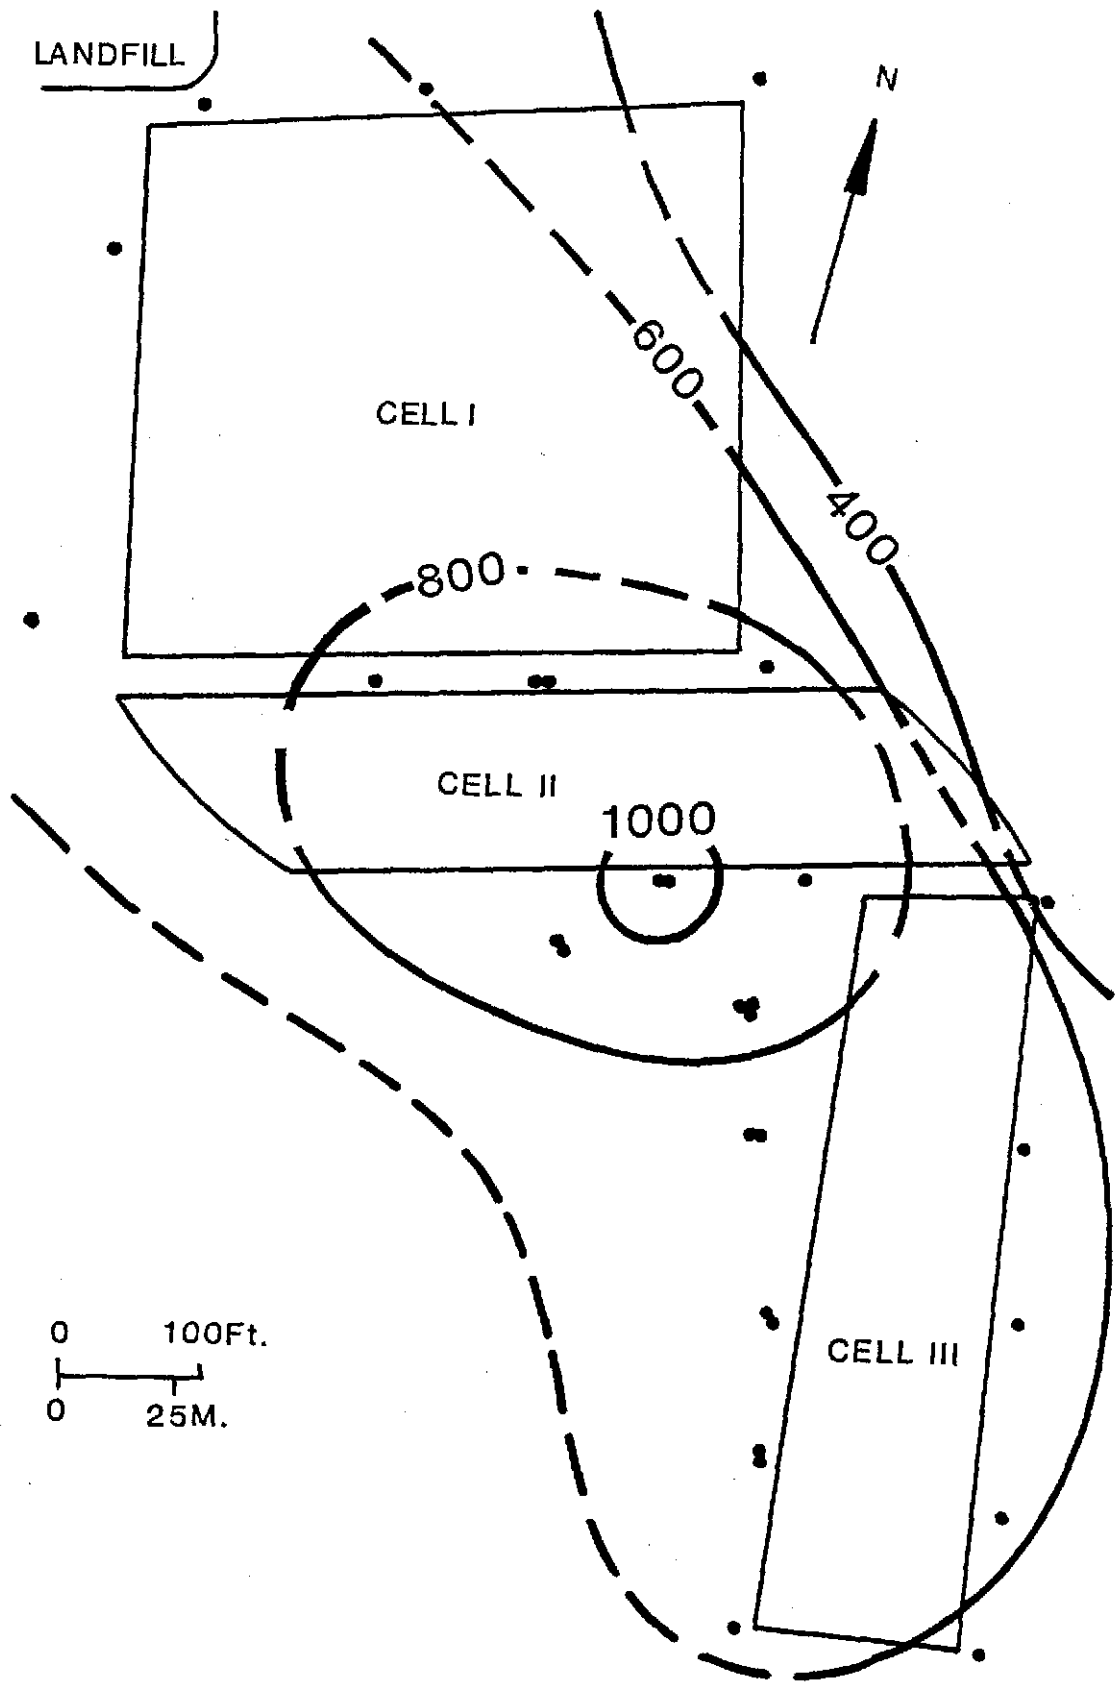 LANDFILL
N
600
CELL I
400
800
CELL II
1000
0 100Ft.
CELL III
0 25M.